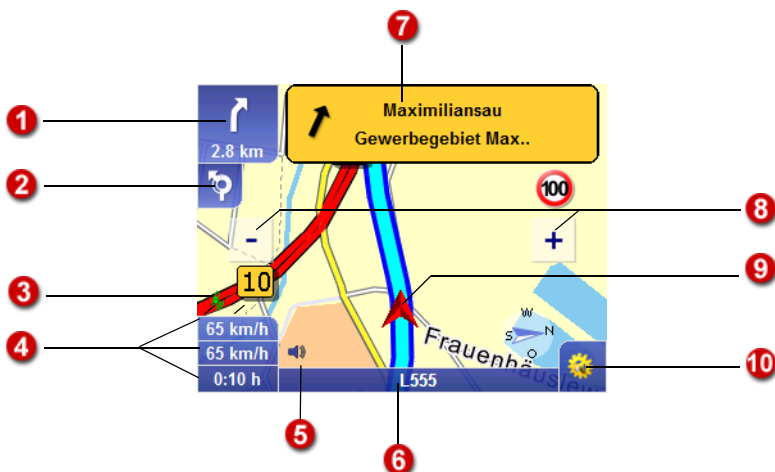 7
1
Maximiliansau
Gewerbegebiet Max..
2.8 km
2
100
8
-
+
9
3
10
W
S N
O
4
65 km/h
65 km/h
0:10 h
Frauenhäuslew
10
L555
5
6